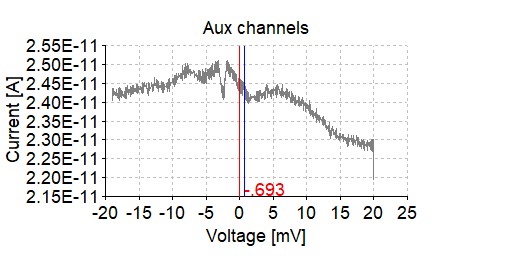 Aux channels
2.55E-11
2.50E-11
2.45E-11
2.40E-11
2.35E-11
2.30E-11
2.25E-11
2.20E-11
2.15E-11
Current [A]
-.693
-20 -15 -10 -5 0 5 10 15 20 25
Voltage [mV]